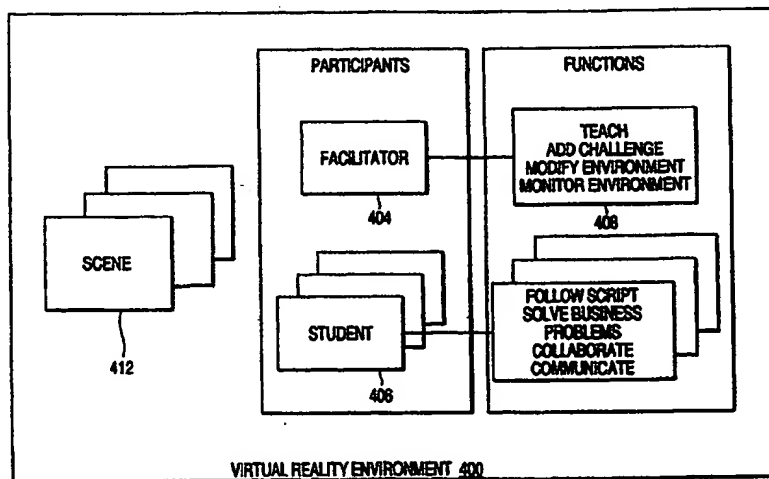 PARTICIPANTS
FUNCTIONS
FACILITATOR
404
TEACH
ADD CHALLENGE
MODIFY ENVIRONMENT
MONITOR ENVIRONMENT
408
SCENE
412
STUDENT
406
FOLLOW SCRIPT
SOLVE BUSINESS
PROBLEMS
COLLABORATE
COMMUNICATE
VIRTUAL REALITY ENVIRONMENT 400